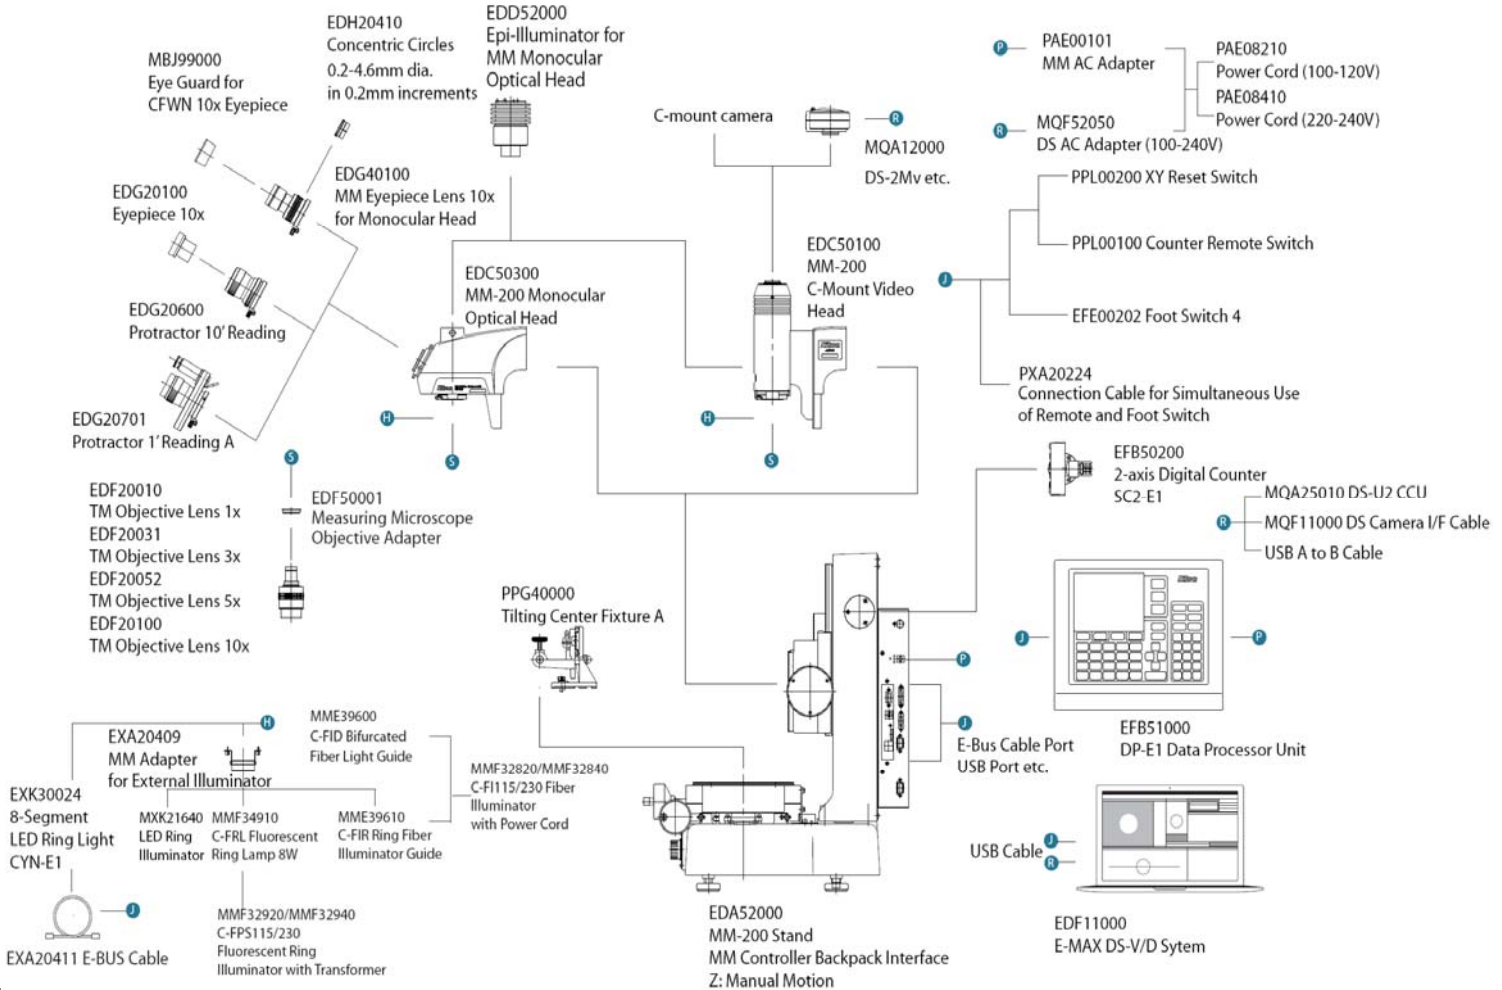 EDH20410
Concentric Circles
0.2-4.6mm dia.
in 0.2mm increments
EDD52000
Epi-Illuminator for
MM Monocular
Optical Head
MBJ99000
Eye Guard for
CFWN 10x Eyepiece
EDG40100
MM Eyepiece Lens 10x
for Monocular Head
EDG20100
Eyepiece 10x
EDG20600
Protractor 10' Reading
EDG20701
Protractor 1' Reading A
EDC50300
MM-200 Monocular
Optical Head
Nikon
H
S
C-mount camera
R
MQA12000
DS-2Mv etc.
EDC50100
MM-200
C-Mount Video
Head
Nikon
H
S
P
PAE00101
MM AC Adapter
R
MQF52050
DS AC Adapter (100-240V)
PAE08210
Power Cord (100-120V)
PAE08410
Power Cord (220-240V)
J
PPL00200 XY Reset Switch
PPL00100 Counter Remote Switch
EFE00202 Foot Switch 4
PXA20224
Connection Cable for Simultaneous Use
of Remote and Foot Switch
EFB50200
2-axis Digital Counter
SC2-E1
R
MQA25010 DS-U2 CCU
MQF11000 DS Camera I/F Cable
USB A to B Cable
S
EDF20010
TM Objective Lens 1x
EDF20031
TM Objective Lens 3x
EDF20052
TM Objective Lens 5x
EDF20100
TM Objective Lens 10x
EDF50001
Measuring Microscope
Objective Adapter
PPG40000
Tilting Center Fixture A
P
J
E-Bus Cable Port
USB Port etc.
Nikon
J
P
EFB51000
DP-E1 Data Processor Unit
H
EXA20409
MM Adapter
for External Illuminator
EXK30024
8-Segment
LED Ring Light
CYN-E1
J
EXA20411 E-BUS Cable
MXK21640
LED Ring
Illuminator
MMF34910
C-FRL Fluorescent
Ring Lamp 8W
MMF32920/MMF32940
C-FPS115/230
Fluorescent Ring
Illuminator with Transformer
MME39600
C-FID Bifurcated
Fiber Light Guide
MME39610
C-FIR Ring Fiber
Illuminator Guide
MMF32820/MMF32840
C-FI115/230 Fiber
Illuminator
with Power Cord
EDA52000
MM-200 Stand
MM Controller Backpack Interface
Z: Manual Motion
USB Cable
J
R
EDF11000
E-MAX DS-V/D Sytem